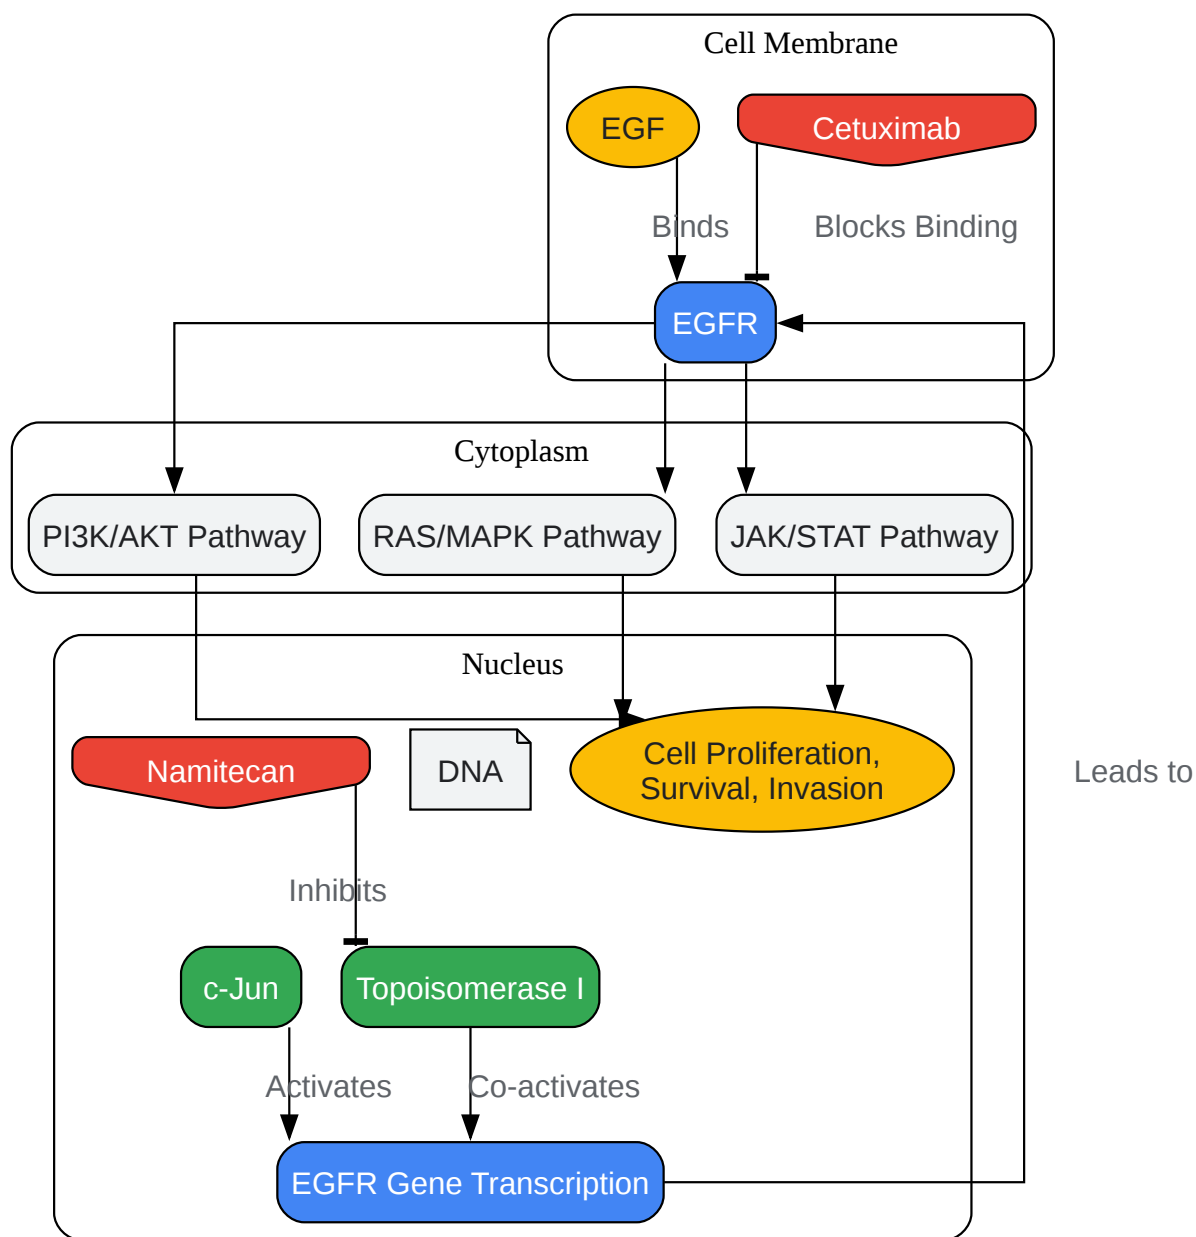 Cell Membrane
EGF
Cetuximab
Binds
Blocks Binding
EGFR
Cytoplasm
PI3K/AKT Pathway
RAS/MAPK Pathway
JAK/STAT Pathway
Nucleus
Namitecan
DNA
Cell Proliferation,
Survival, Invasion
Leads to
Inhibits
c-Jun
Topoisomerase I
Activates
Co-activates
EGFR Gene Transcription